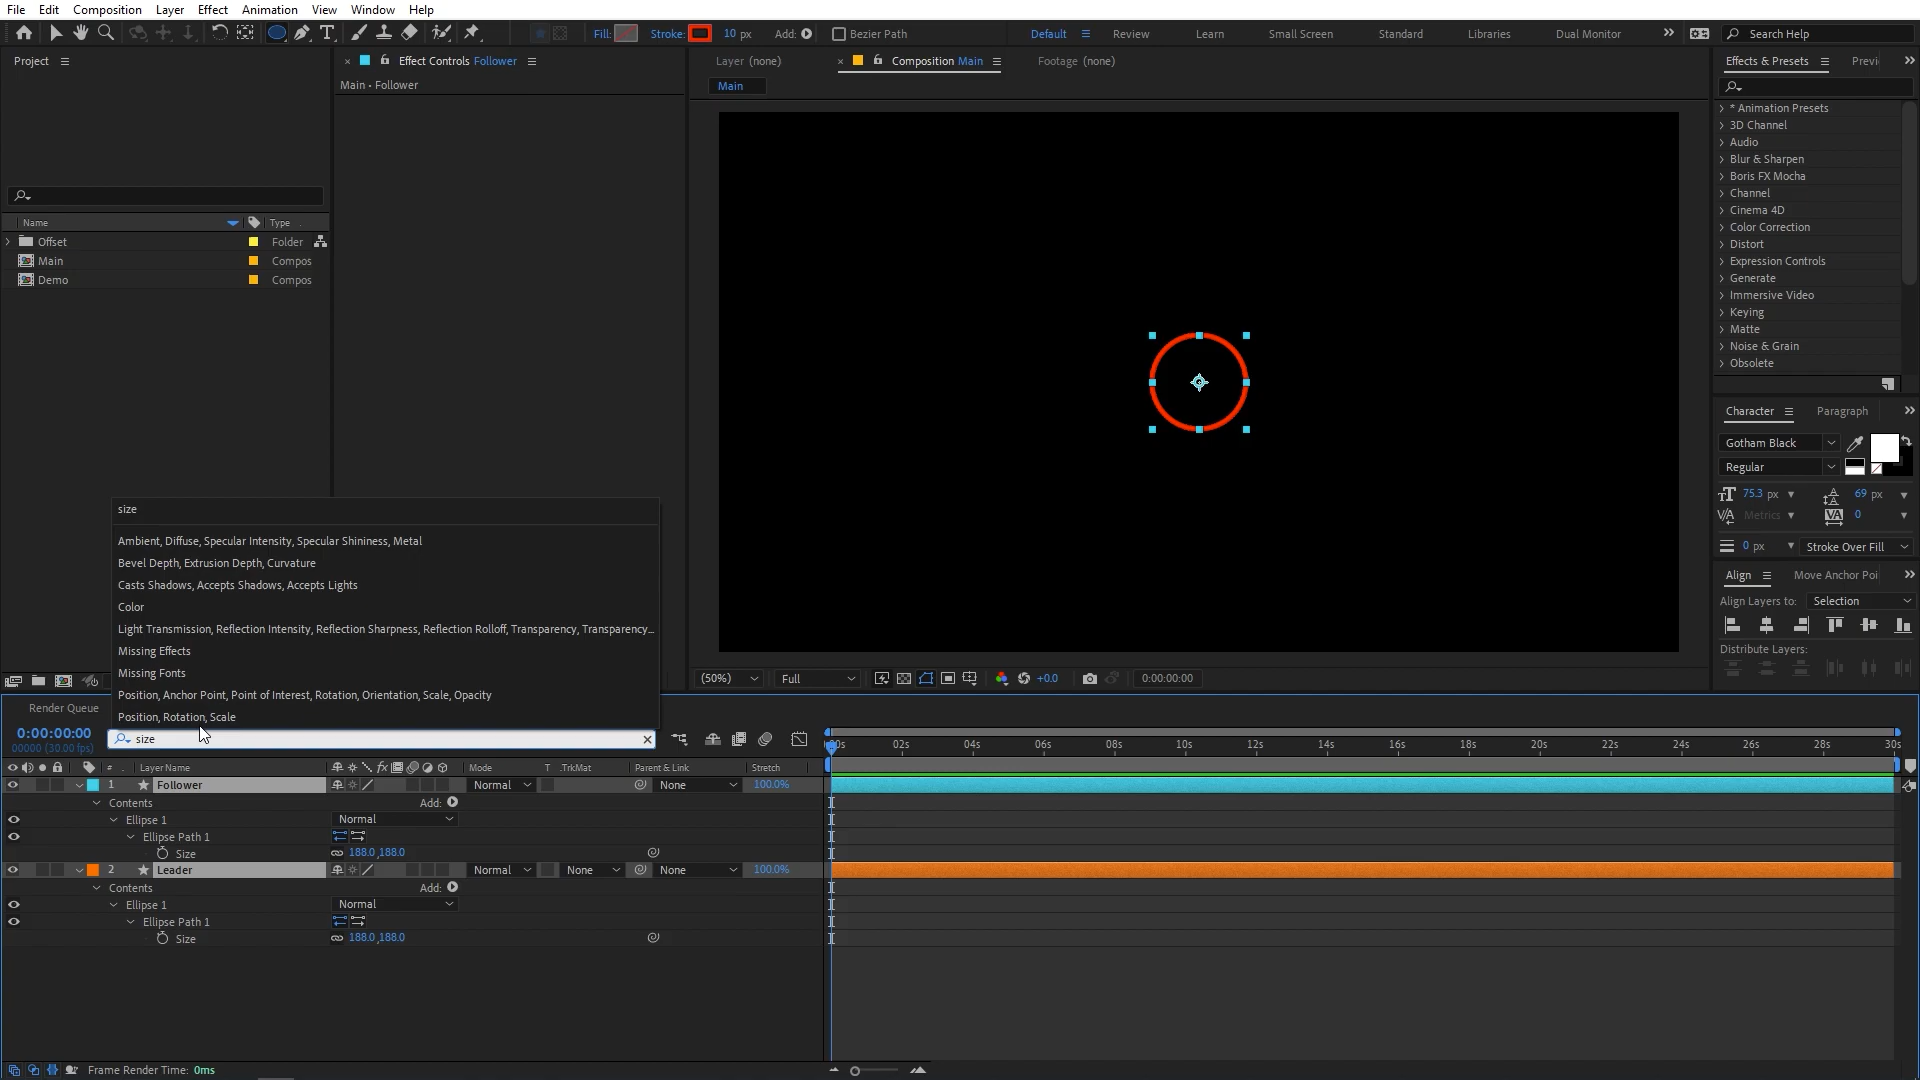 File Edit Composition Layer Effect Animation View Window Help
Fill: Stroke: 10 px Add: Bezier Path Default Review Learn Small Screen Standard Libraries Dual Monitor Search Help
Project
Effect Controls Follower
Main • Follower
Layer (none) Composition Main Footage (none)
Main
Effects & Presets Previ
* Animation Presets
3D Channel
Audio
Blur & Sharpen
Boris FX Mocha
Channel
Cinema 4D
Color Correction
Distort
Expression Controls
Generate
Immersive Video
Keying
Matte
Noise & Grain
Obsolete
Name Type
Offset Folder
Main Compos
Demo Compos
Character Paragraph
Gotham Black
Regular
75.3 px 69 px
Metrics 0
0 px Stroke Over Fill
Align Move Anchor Poi
Align Layers to: Selection
Distribute Layers:
size
Ambient, Diffuse, Specular Intensity, Specular Shininess, Metal
Bevel Depth, Extrusion Depth, Curvature
Casts Shadows, Accepts Shadows, Accepts Lights
Color
Light Transmission, Reflection Intensity, Reflection Sharpness, Reflection Rolloff, Transparency, Transparency...
Missing Effects
Missing Fonts
Position, Anchor Point, Point of Interest, Rotation, Orientation, Scale, Opacity
Position, Rotation, Scale
(50%) Full +0.0 0:00:00:00
Render Queue
0:00:00:00
00000 (30.00 fps)
size
00s 02s 04s 06s 08s 10s 12s 14s 16s 18s 20s 22s 24s 26s 28s 30s
# Layer Name Mode T .TrkMat Parent & Link Stretch
1 Follower Normal None 100.0%
Contents Add:
Ellipse 1 Normal
Ellipse Path 1
Size 188.0,188.0
2 Leader Normal None None 100.0%
Contents Add:
Ellipse 1 Normal
Ellipse Path 1
Size 188.0,188.0
Frame Render Time: 0ms